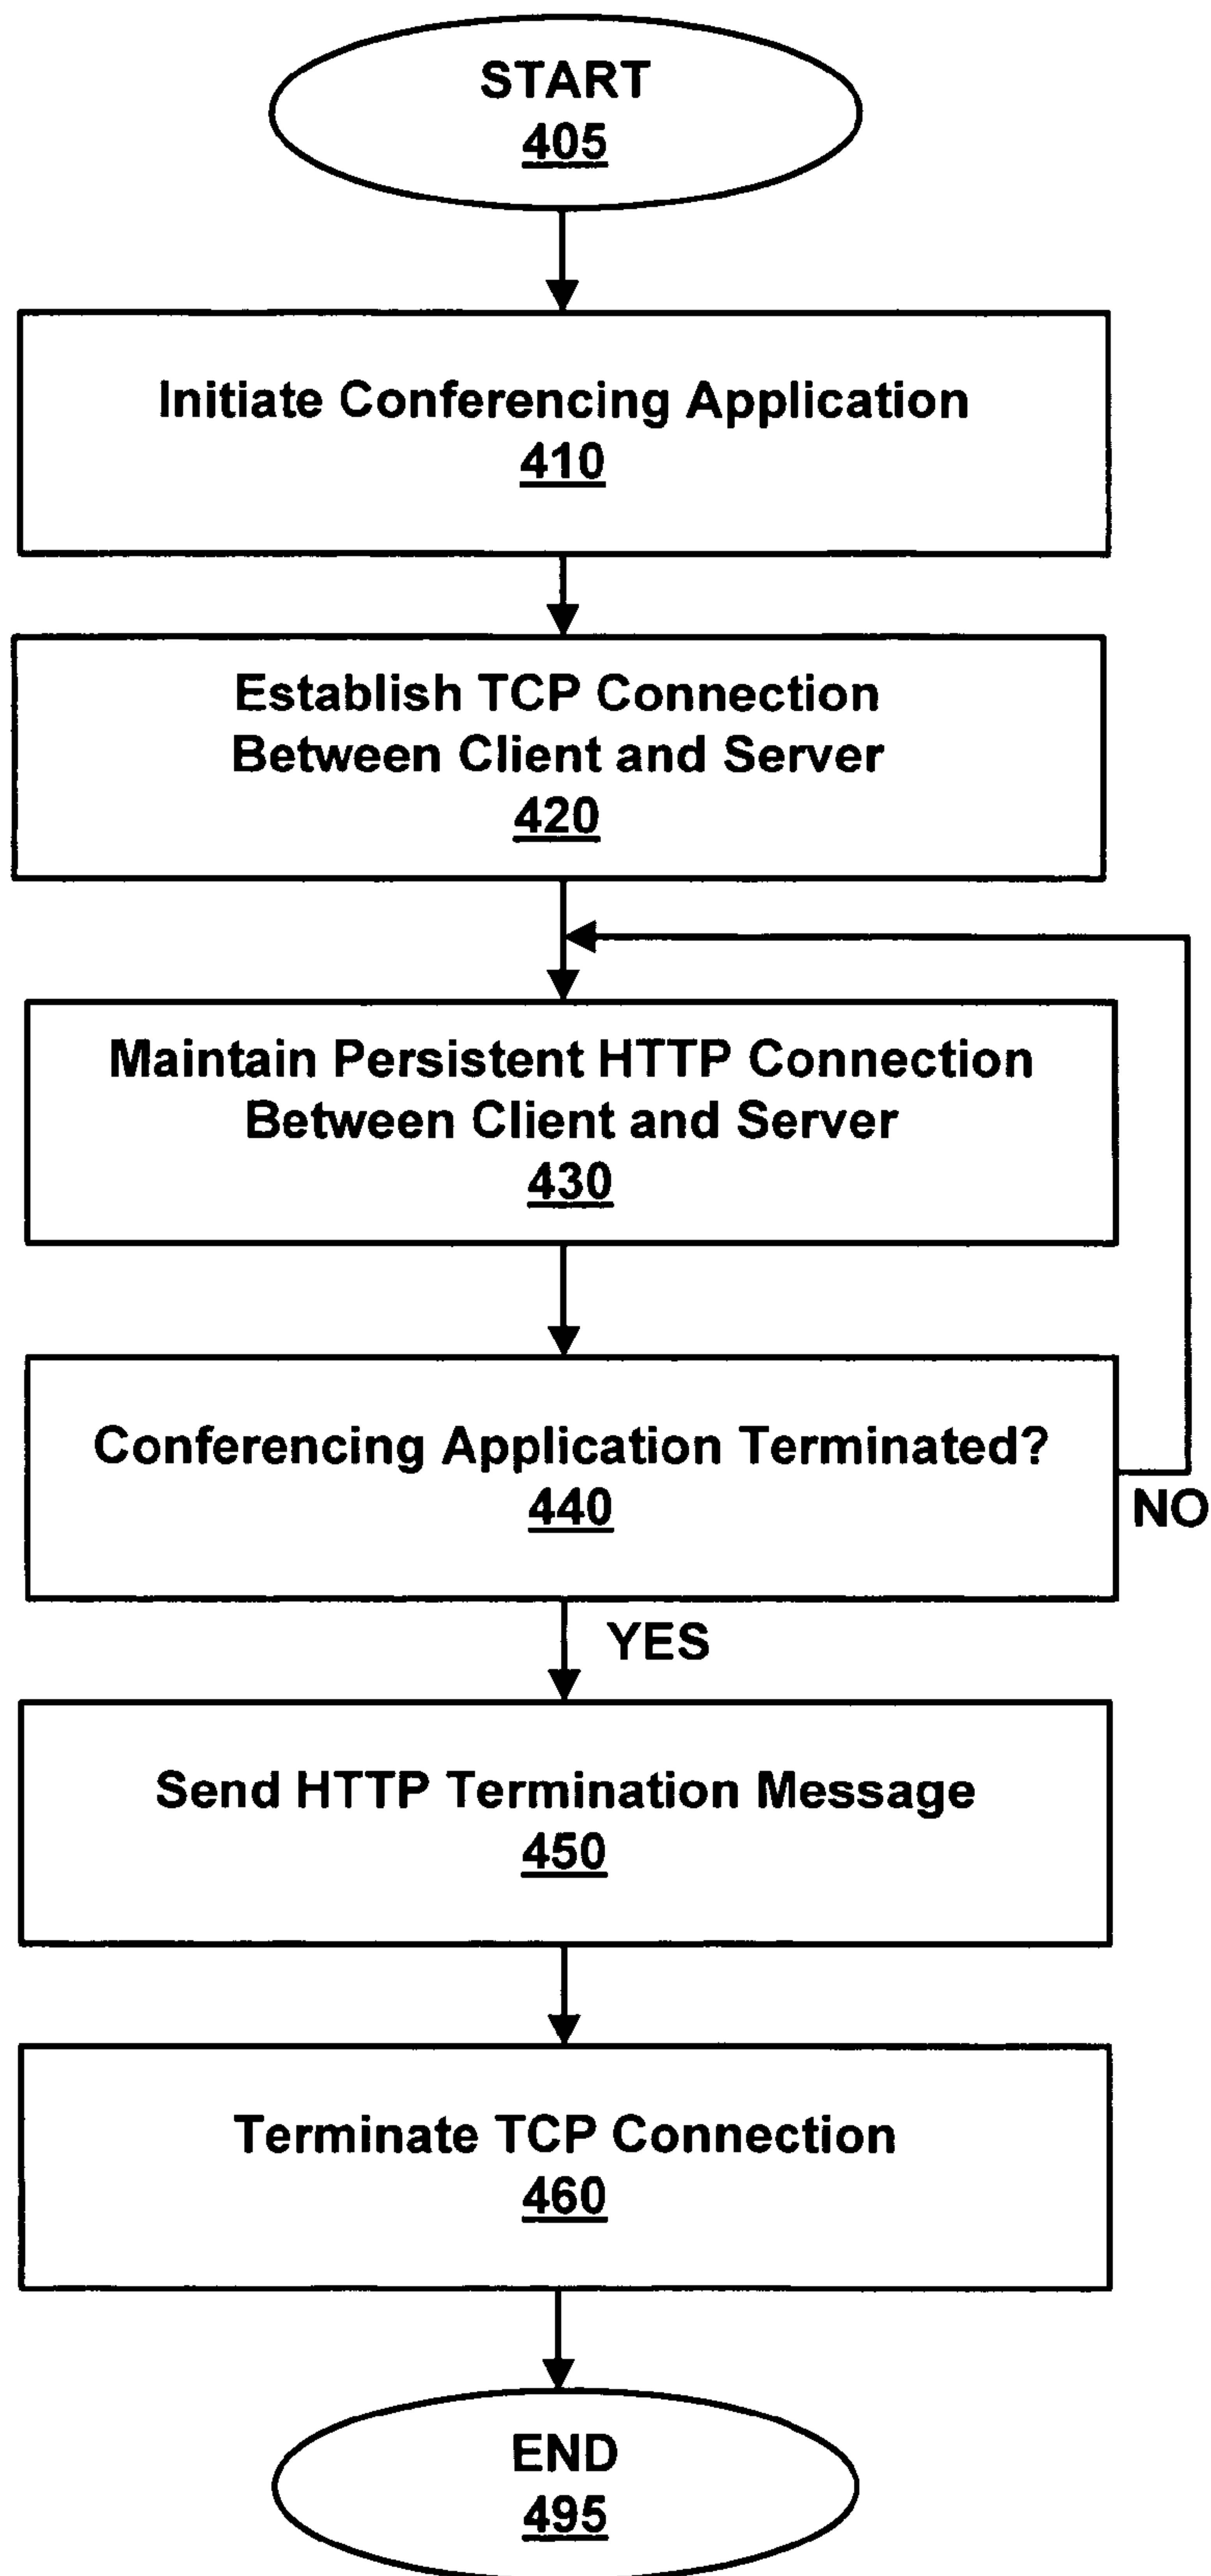 START
405
Initiate Conferencing Application
410
Establish TCP Connection
Between Client and Server
420
Maintain Persistent HTTP Connection
Between Client and Server
430
Conferencing Application Terminated?
440
NO
YES
Send HTTP Termination Message
450
Terminate TCP Connection
460
END
495